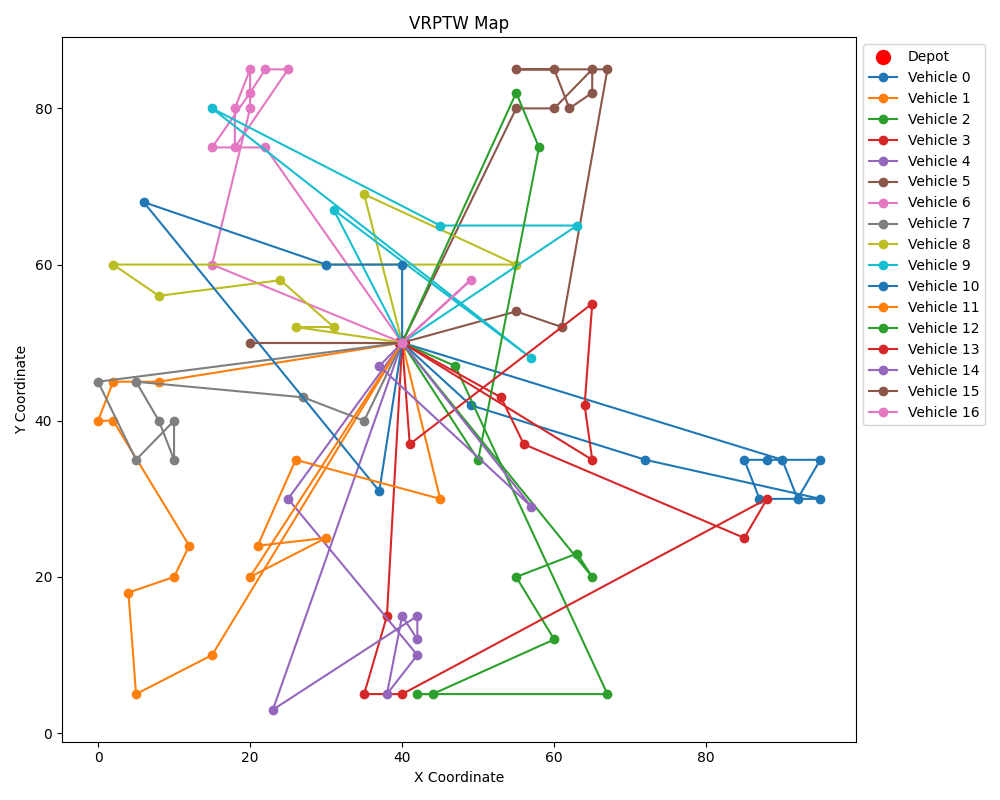 VRPTW Map
Y Coordinate
80
60
40
20
0
0
20
40
60
80
X Coordinate
Depot
Vehicle 0
Vehicle 1
Vehicle 2
Vehicle 3
Vehicle 4
Vehicle 5
Vehicle 6
Vehicle 7
Vehicle 8
Vehicle 9
Vehicle 10
Vehicle 11
Vehicle 12
Vehicle 13
Vehicle 14
Vehicle 15
Vehicle 16